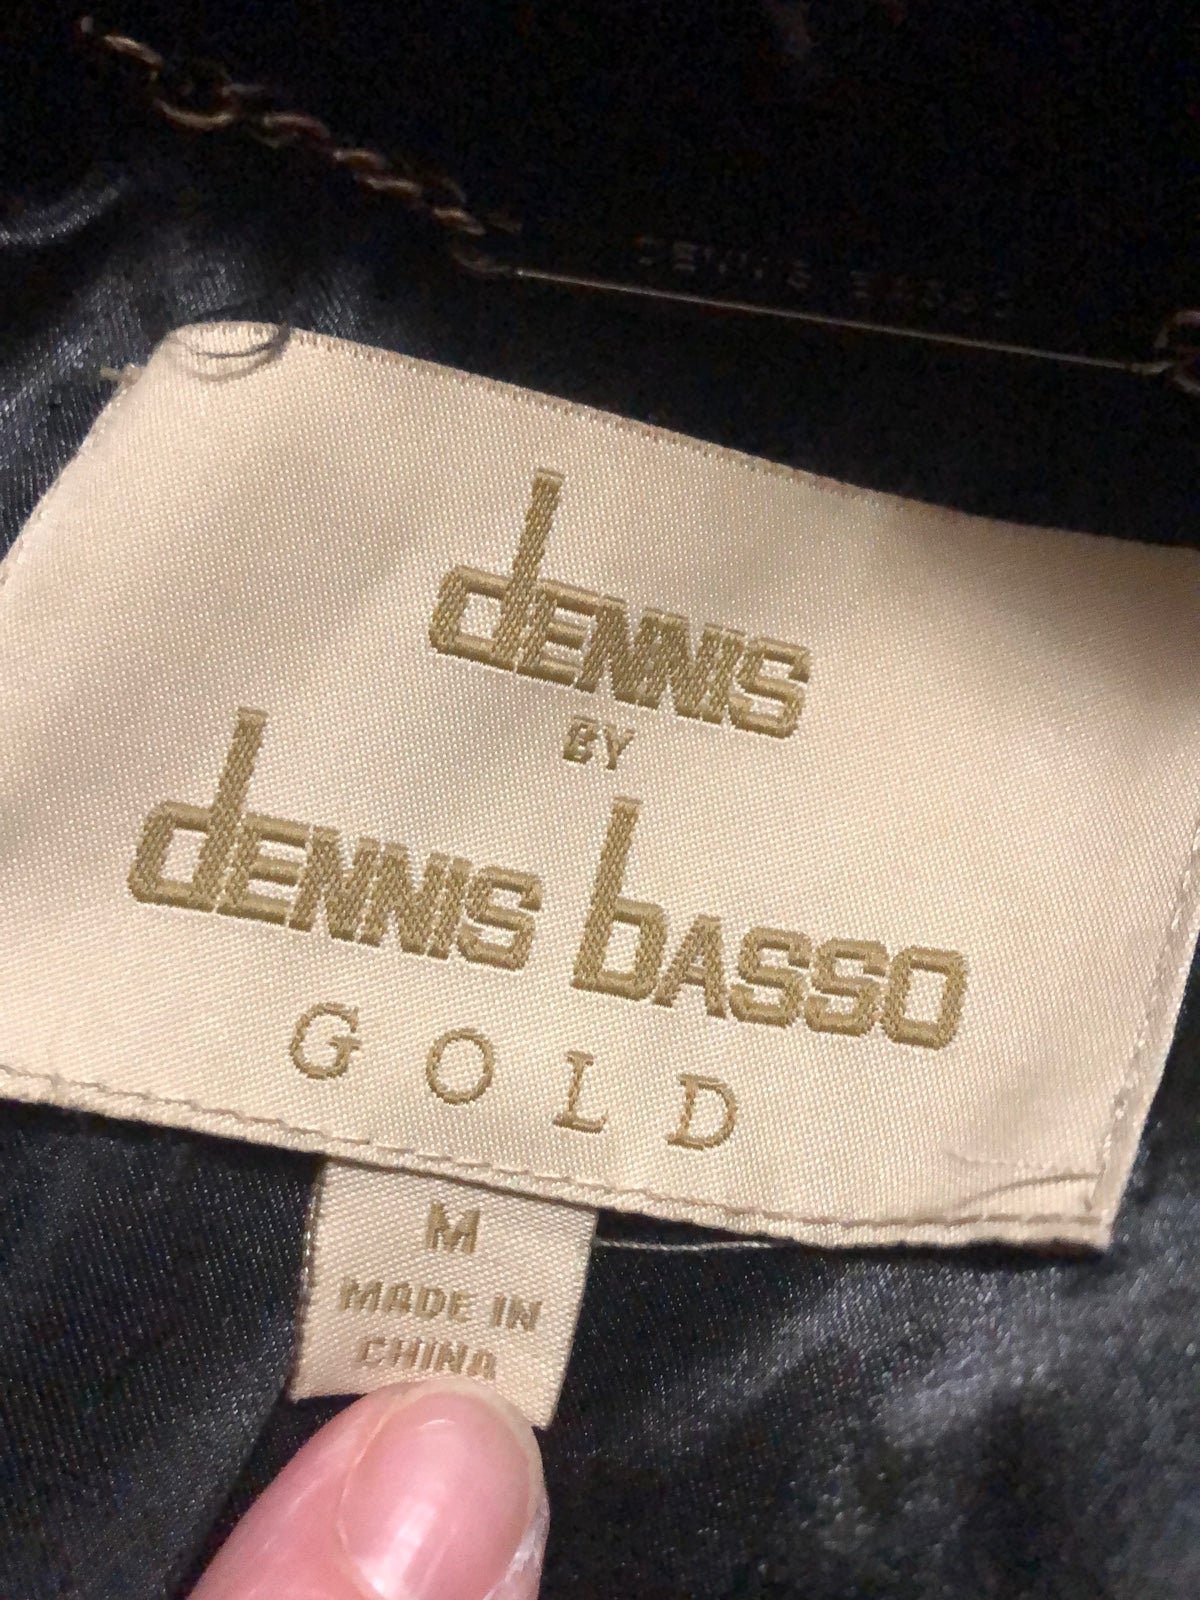 dENNIS
BY
dENNIS bASSO
GOLD
M
MADE IN
CHINA